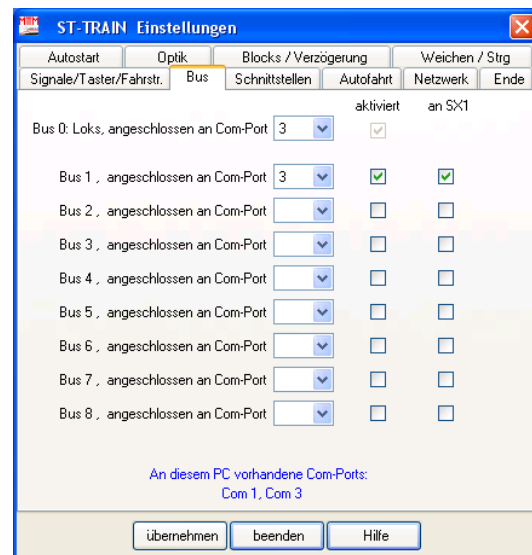 MTTM ST-TRAIN Einstellungen
Autostart Optik Blocks / Verzögerung Weichen / Strg
Signale/Taster/Fahrstr. Bus Schnittstellen Autofahrt Netzwerk Ende
aktiviert an SX1
Bus 0: Loks, angeschlossen an Com-Port 3
Bus 1 , angeschlossen an Com-Port 3
Bus 2 , angeschlossen an Com-Port
Bus 3 , angeschlossen an Com-Port
Bus 4 , angeschlossen an Com-Port
Bus 5 , angeschlossen an Com-Port
Bus 6 , angeschlossen an Com-Port
Bus 7 , angeschlossen an Com-Port
Bus 8 , angeschlossen an Com-Port
An diesem PC vorhandene Com-Ports:
Com 1, Com 3
übernehmen beenden Hilfe